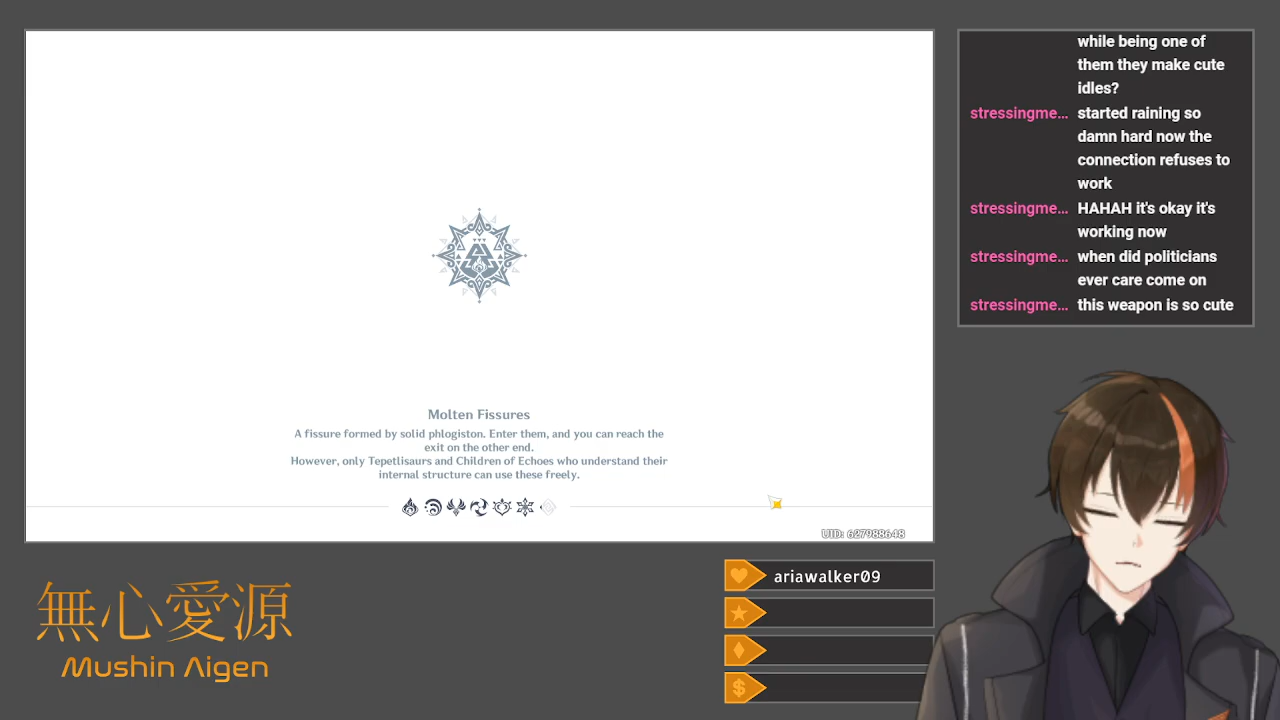 while being one of
them they make cute
idles?
stressingme... started raining so
damn hard now the
connection refuses to
work
stressingme... HAHAH it's okay it's
working now
stressingme... when did politicians
ever care come on
stressingme... this weapon is so cute
Molten Fissures
A fissure formed by solid phlogiston. Enter them, and you can reach the
exit on the other end.
However, only Tepetlisaurs and Children of Echoes who understand their
internal structure can use these freely.
UID: 627988648
ariawalker09
無心愛源
Mushin Aigen